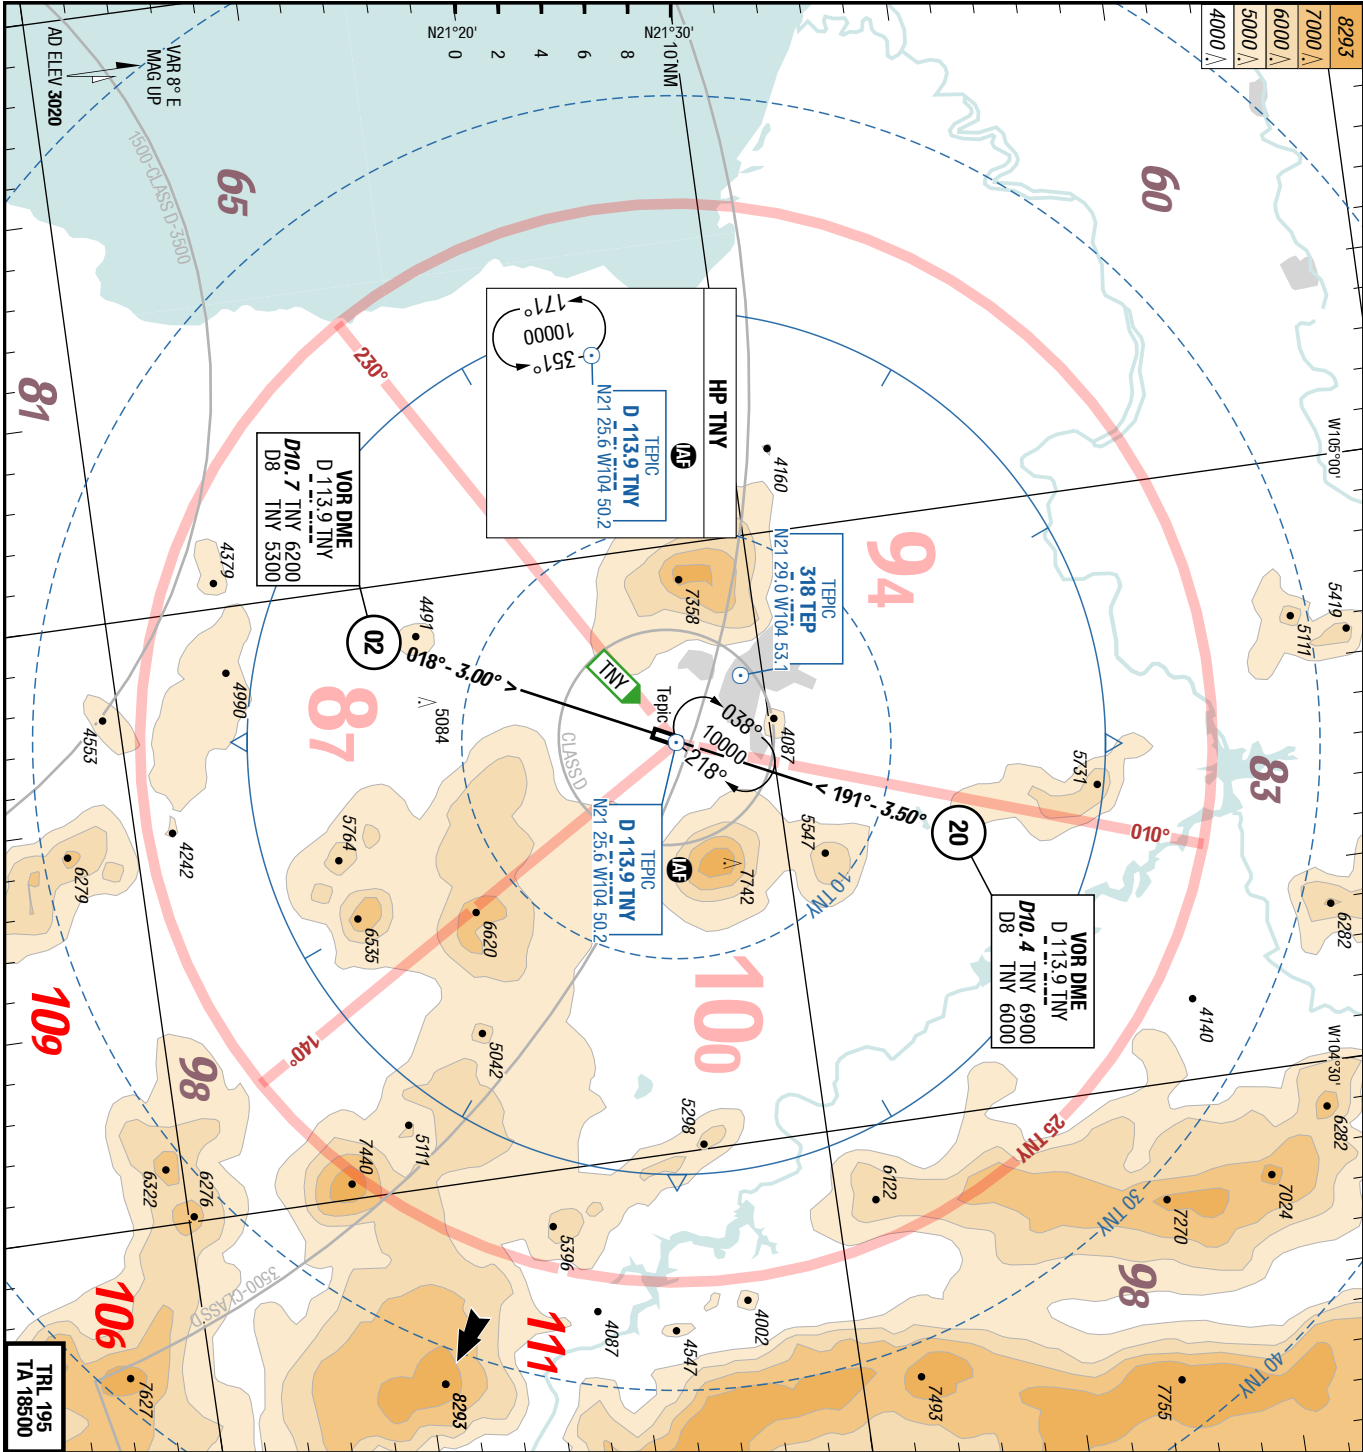 8293
7000
6000
5000
4000
N21°20'
N21°30'
0
2
4
6
8
10 NM
VAR 8° E
MAG UP
AD ELEV 3020
1500-CLASS D-3500
65
60
81
W105°00'
230°
HP TNY
IAF
TEPIC
D 113.9 TNY
N21 25.6 W104 50.2
351°
10000
171°
4160
94
TEPIC
318 TEP
N21 29.0 W104 53.1
7358
5419
5111
VOR DME
D 113.9 TNY
D10.7 TNY 6200
D8 TNY 5300
02
018° - 3.00° >
4379
4491
4990
5084
4553
87
TNY
Tepic
CLASS D
038°
10000
218°
4087
< 191° - 3.50°
20
5731
010°
83
VOR DME
D 113.9 TNY
D10.4 TNY 6900
D8 TNY 6000
TEPIC
D 113.9 TNY
N21 25.6 W104 50.2
IAF
7742
5547
10 TNY
6282
4242
6279
5764
6535
6620
100
4140
W104°30'
109
98
140°
5042
5111
5298
7440
6322
6276
5396
6122
25 TNY
30 TNY
7270
7024
6282
98
3500-CLASS D
106
111
4087
4547
4002
8293
7627
7493
7755
40 TNY
TRL 195
TA 18500